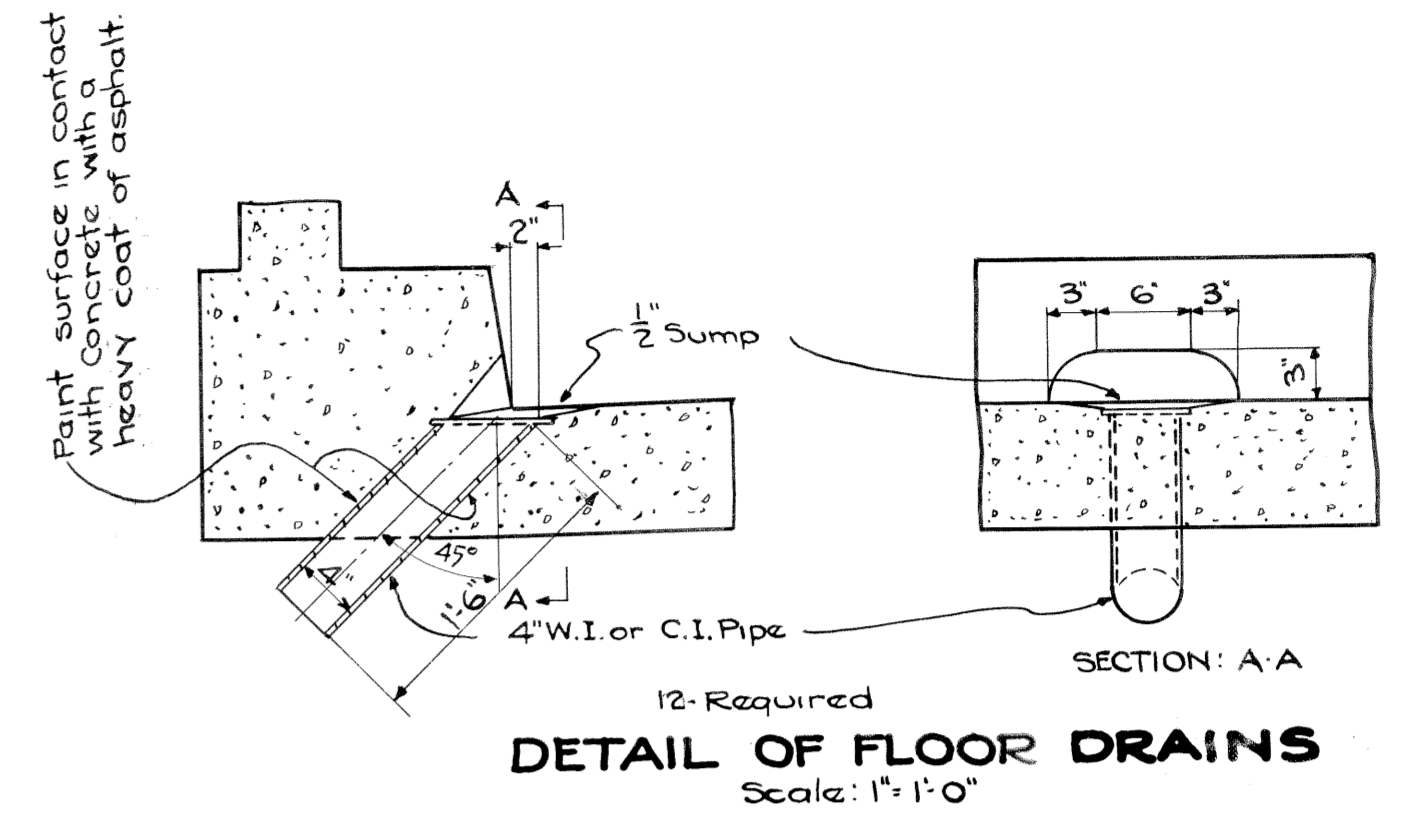 Paint surface in contact
with Concrete with a
heavy coat of asphalt.
A
2"
1/2" Sump
3" 6" 3"
3"
45°
4"
1'-6"
A
4" W.I. or C.I. Pipe
SECTION: A-A
12-Required
DETAIL OF FLOOR DRAINS
Scale: 1"=1'-0"